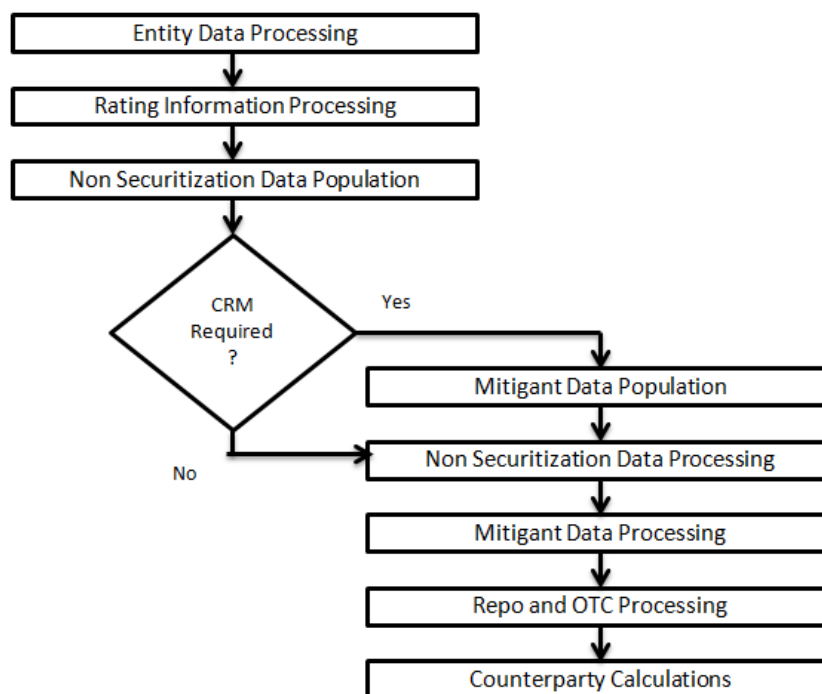 Entity Data Processing
Rating Information Processing
Non Securitization Data Population
CRM
Required
?
Yes
No
Mitigant Data Population
Non Securitization Data Processing
Mitigant Data Processing
Repo and OTC Processing
Counterparty Calculations